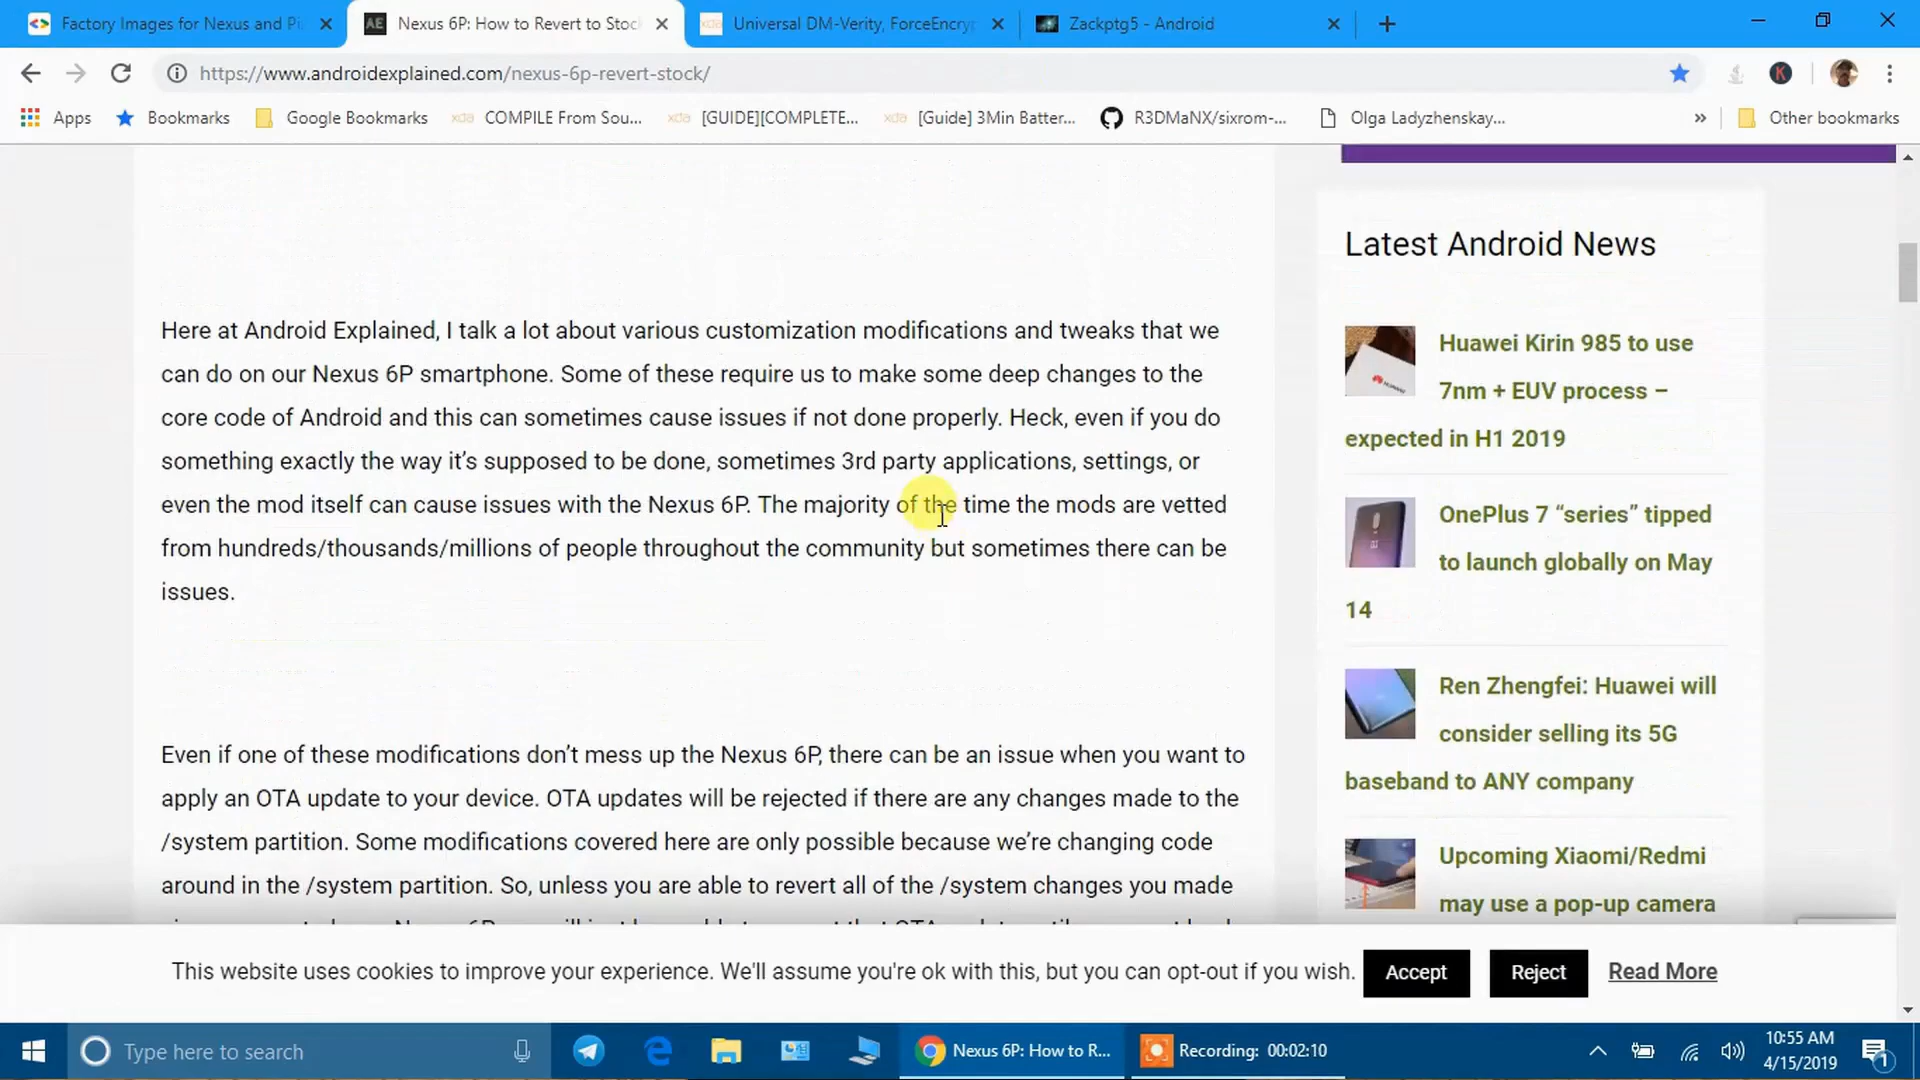 Factory Images for Nexus and Pi
Nexus 6P: How to Revert to Stoc
Universal DM-Verity, ForceEncry
Zackptg5 - Android
https://www.androidexplained.com/nexus-6p-revert-stock/
Apps
Bookmarks
Google Bookmarks
COMPILE From Sou...
[GUIDE][COMPLETE...
[Guide] 3Min Batter...
R3DMaNX/sixrom-...
Olga Ladyzhenskay...
»
Other bookmarks
Here at Android Explained, I talk a lot about various customization modifications and tweaks that we
can do on our Nexus 6P smartphone. Some of these require us to make some deep changes to the
core code of Android and this can sometimes cause issues if not done properly. Heck, even if you do
something exactly the way it’s supposed to be done, sometimes 3rd party applications, settings, or
even the mod itself can cause issues with the Nexus 6P. The majority of the time the mods are vetted
from hundreds/thousands/millions of people throughout the community but sometimes there can be
issues.
Even if one of these modifications don’t mess up the Nexus 6P, there can be an issue when you want to
apply an OTA update to your device. OTA updates will be rejected if there are any changes made to the
/system partition. Some modifications covered here are only possible because we’re changing code
around in the /system partition. So, unless you are able to revert all of the /system changes you made
Latest Android News
Huawei Kirin 985 to use
7nm + EUV process –
expected in H1 2019
OnePlus 7 “series” tipped
to launch globally on May
14
Ren Zhengfei: Huawei will
consider selling its 5G
baseband to ANY company
Upcoming Xiaomi/Redmi
may use a pop-up camera
This website uses cookies to improve your experience. We'll assume you're ok with this, but you can opt-out if you wish.
Accept
Reject
Read More
Type here to search
Nexus 6P: How to R...
Recording: 00:02:10
10:55 AM
4/15/2019
1